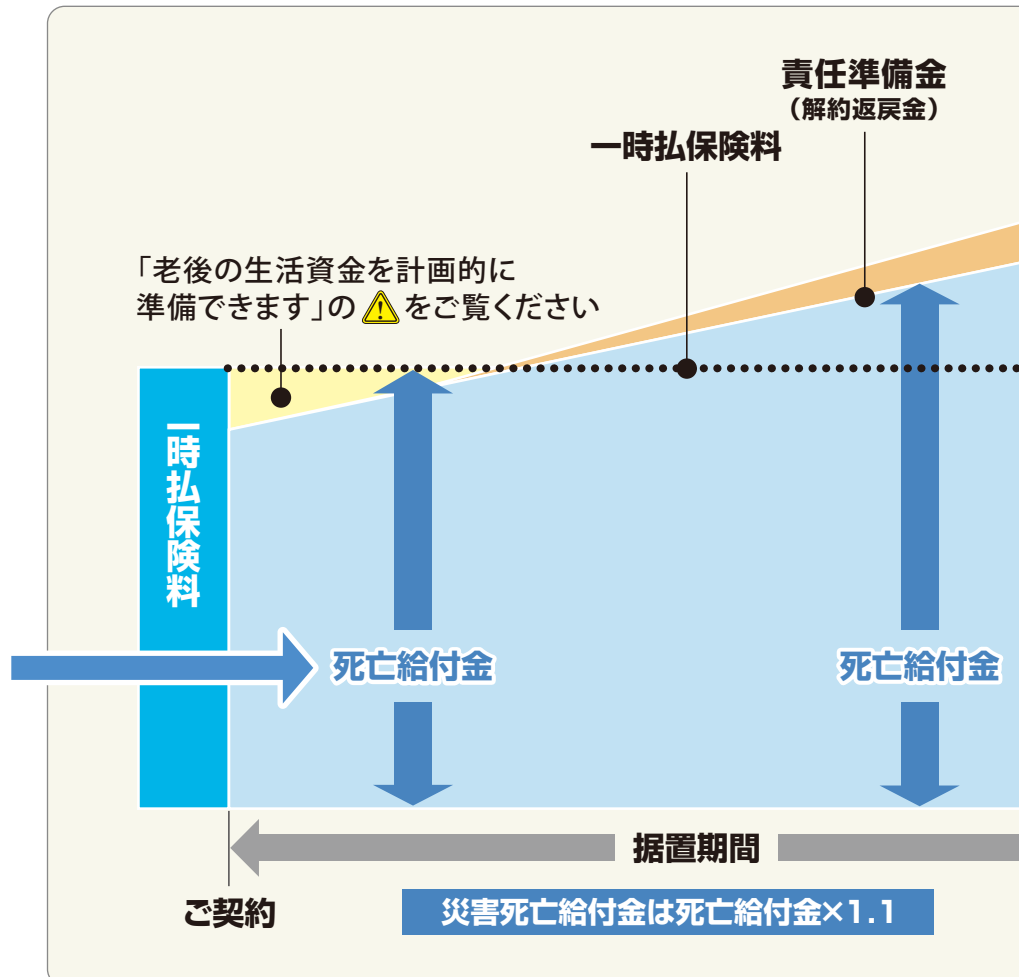 責任準備金
（解約返戻金）
一時払保険料
「老後の生活資金を計画的に
準備できます」の⚠をご覧ください
一時払保険料
死亡給付金
死亡給付金
据置期間
ご契約
災害死亡給付金は死亡給付金×1.1